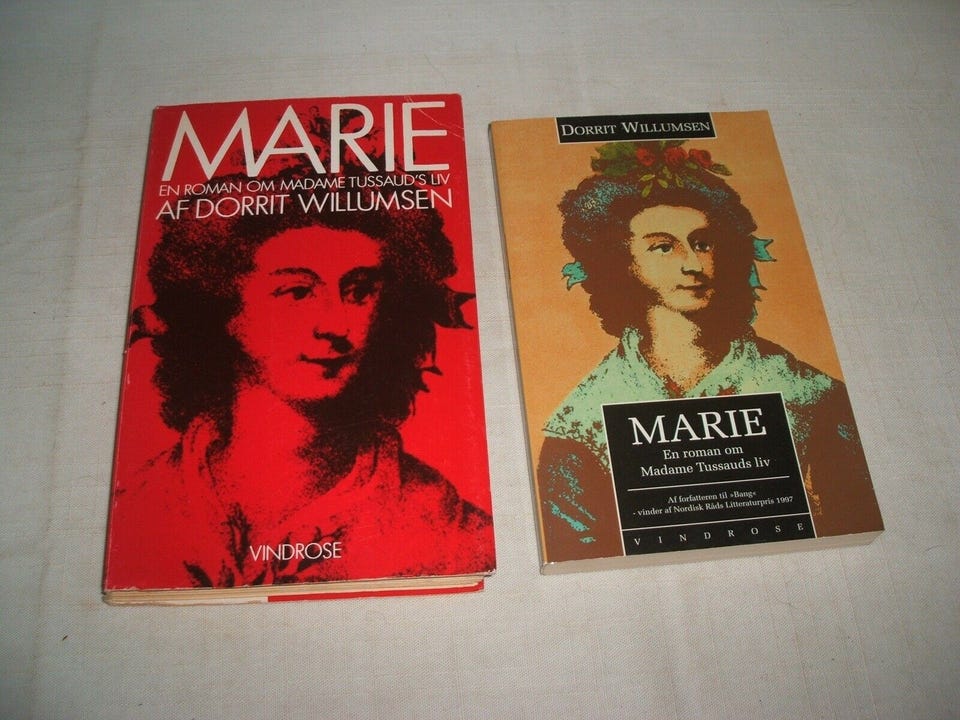 MARIE
EN ROMAN OM MADAME TUSSAUD'S LIV
AF DORRIT WILLUMSEN
VINDROSE
DORRIT WILLUMSEN
MARIE
En roman om
Madame Tussauds liv
Af forfatteren til »Bang«
- vinder af Nordisk Råds Litteraturpris 1997
VINDROSE